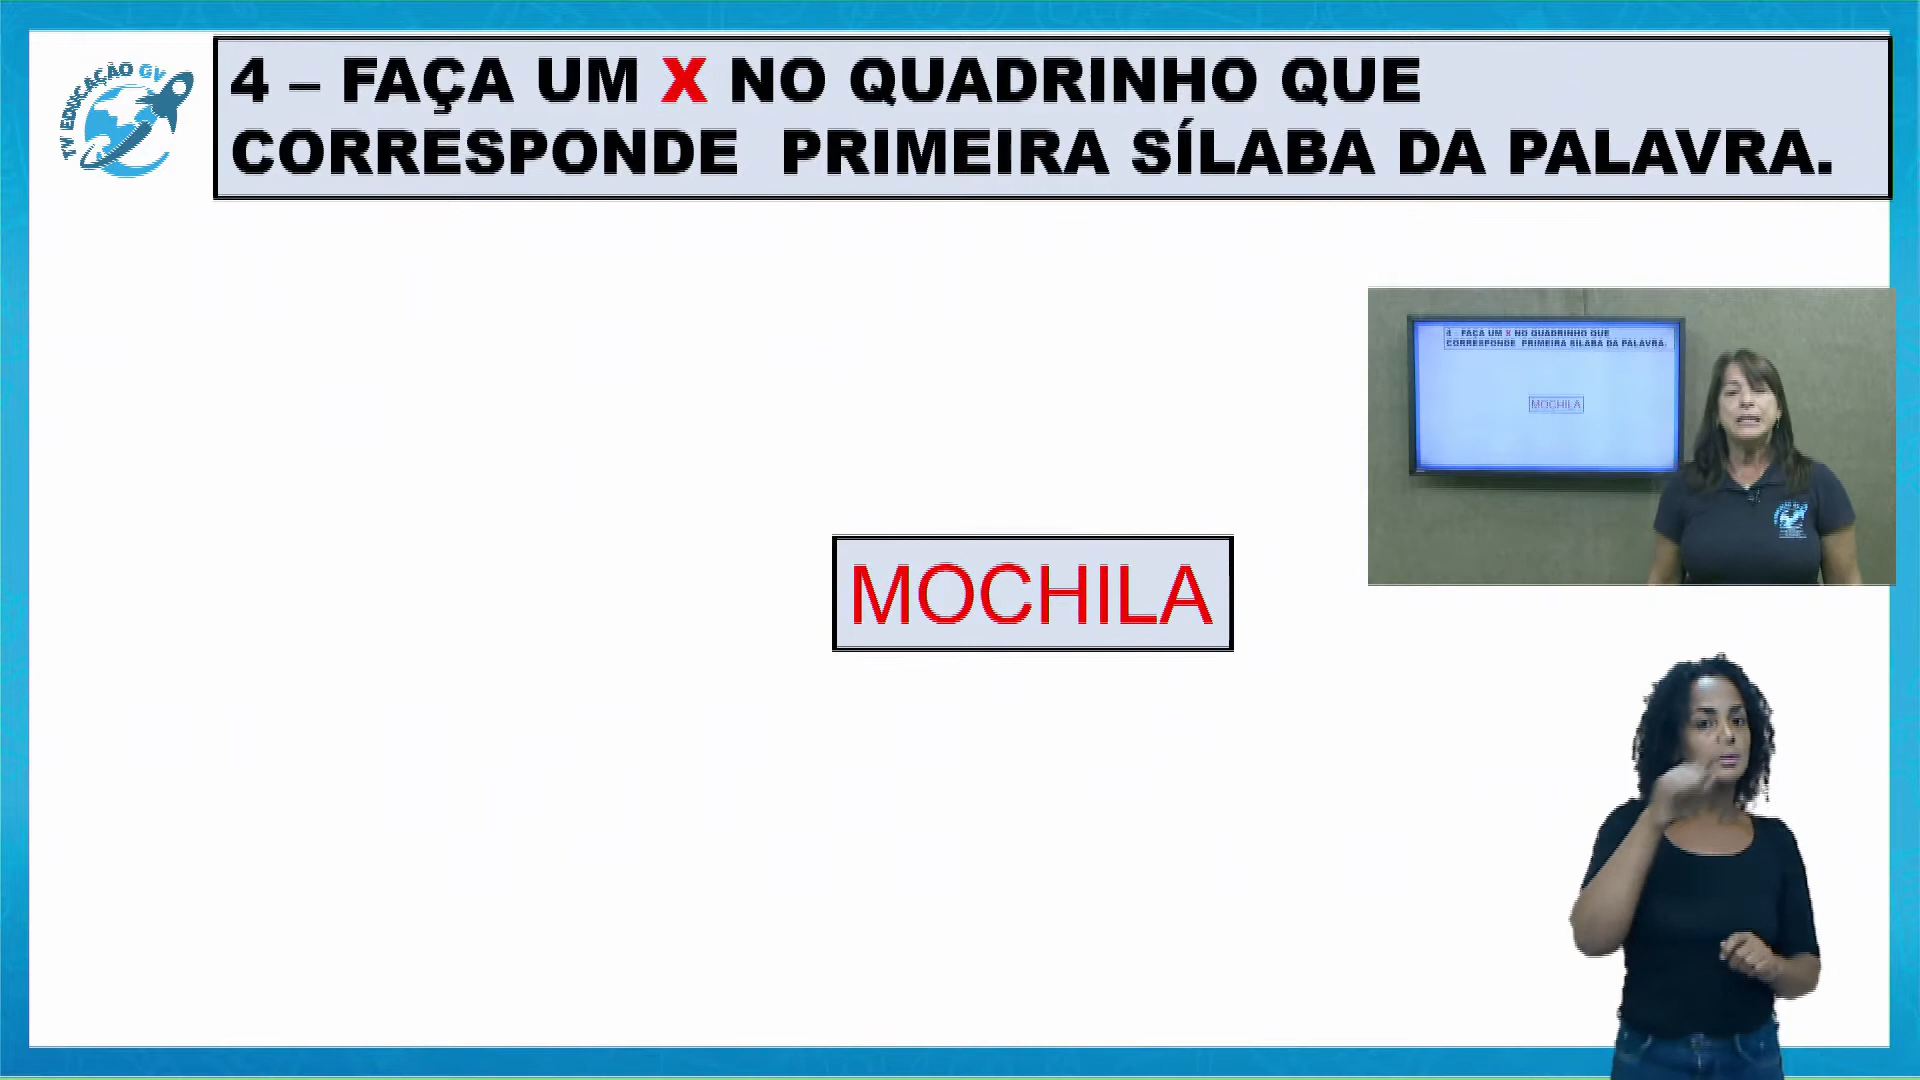 TV EDUCAÇÃO GV
4 – FAÇA UM X NO QUADRINHO QUE
CORRESPONDE PRIMEIRA SÍLABA DA PALAVRA.
4 FAÇA UM X NO QUADRINHO QUE
CORRESPONDE PRIMEIRA SÍLABA DA PALAVRA.
MOCHILA
MOCHILA